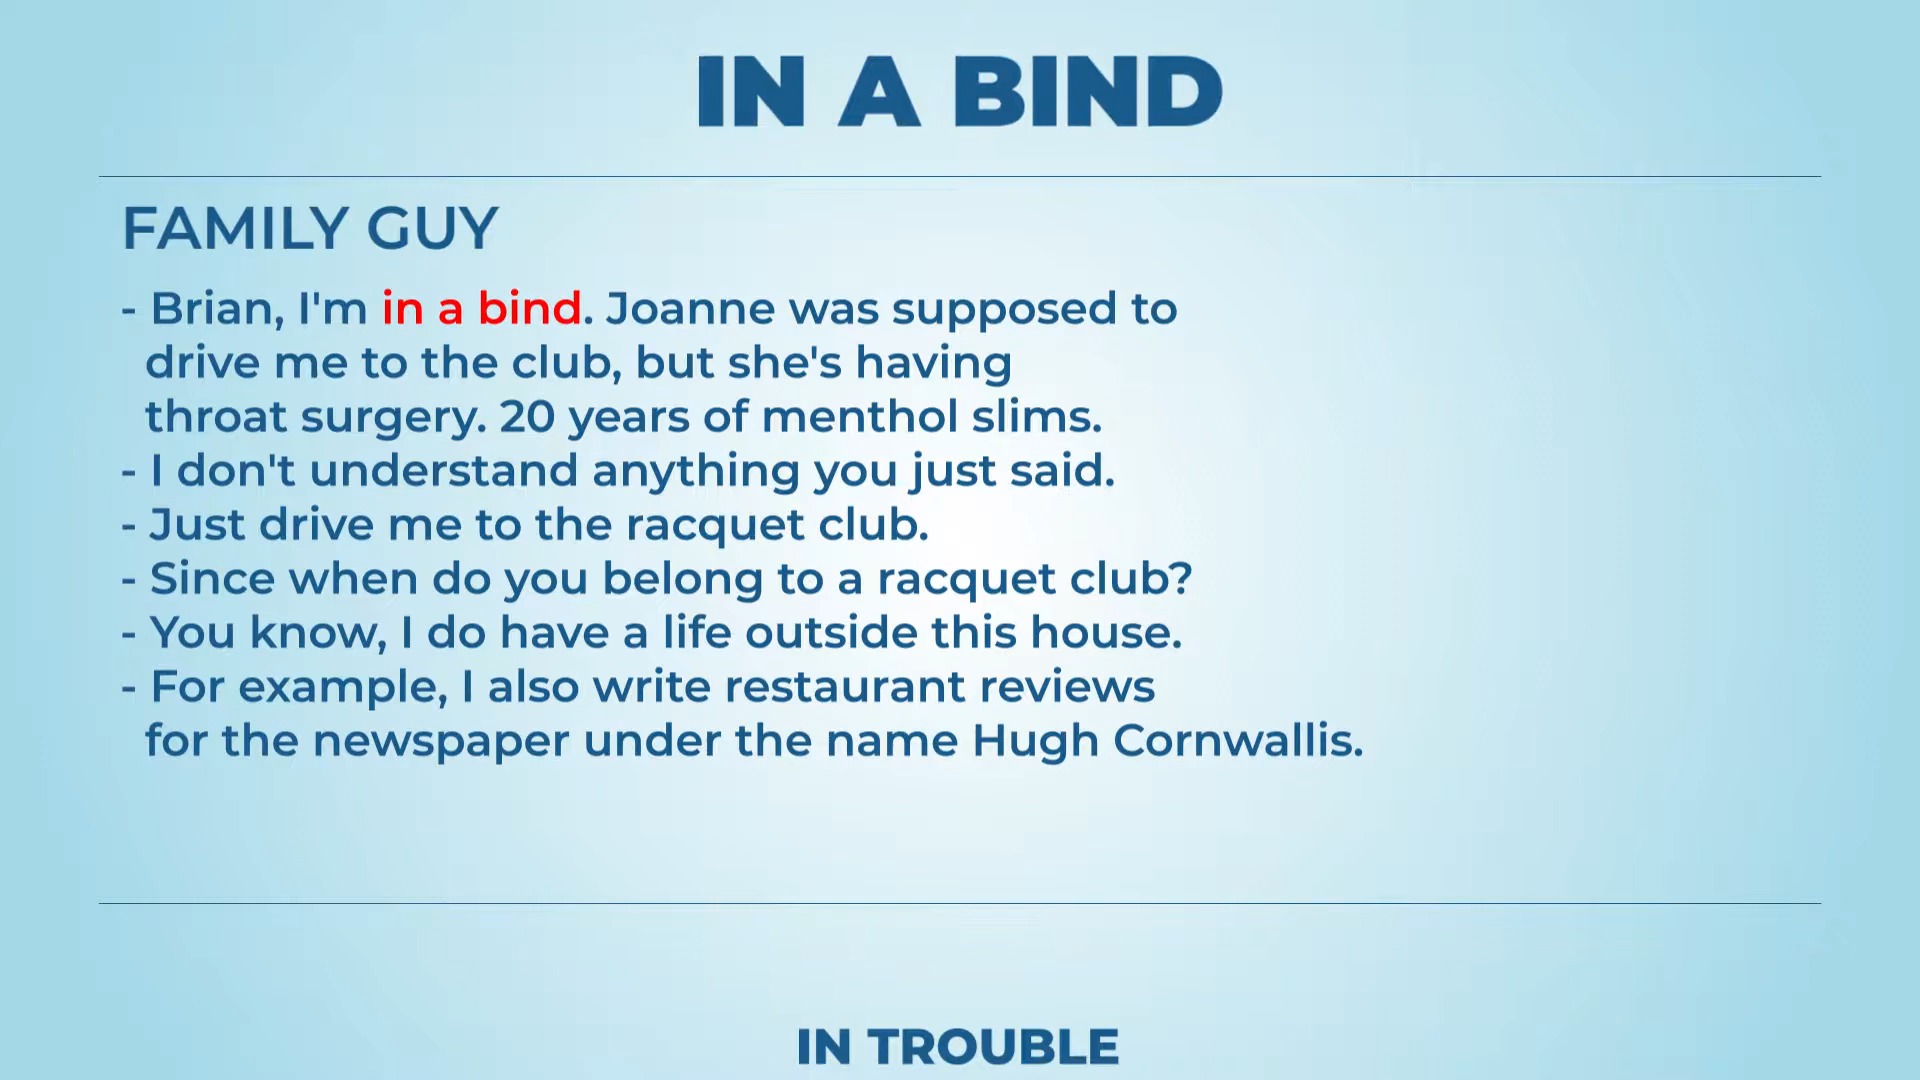 IN A BIND
FAMILY GUY
- Brian, I'm in a bind. Joanne was supposed to
drive me to the club, but she's having
throat surgery. 20 years of menthol slims.
- I don't understand anything you just said.
- Just drive me to the racquet club.
- Since when do you belong to a racquet club?
- You know, I do have a life outside this house.
- For example, I also write restaurant reviews
for the newspaper under the name Hugh Cornwallis.
IN TROUBLE